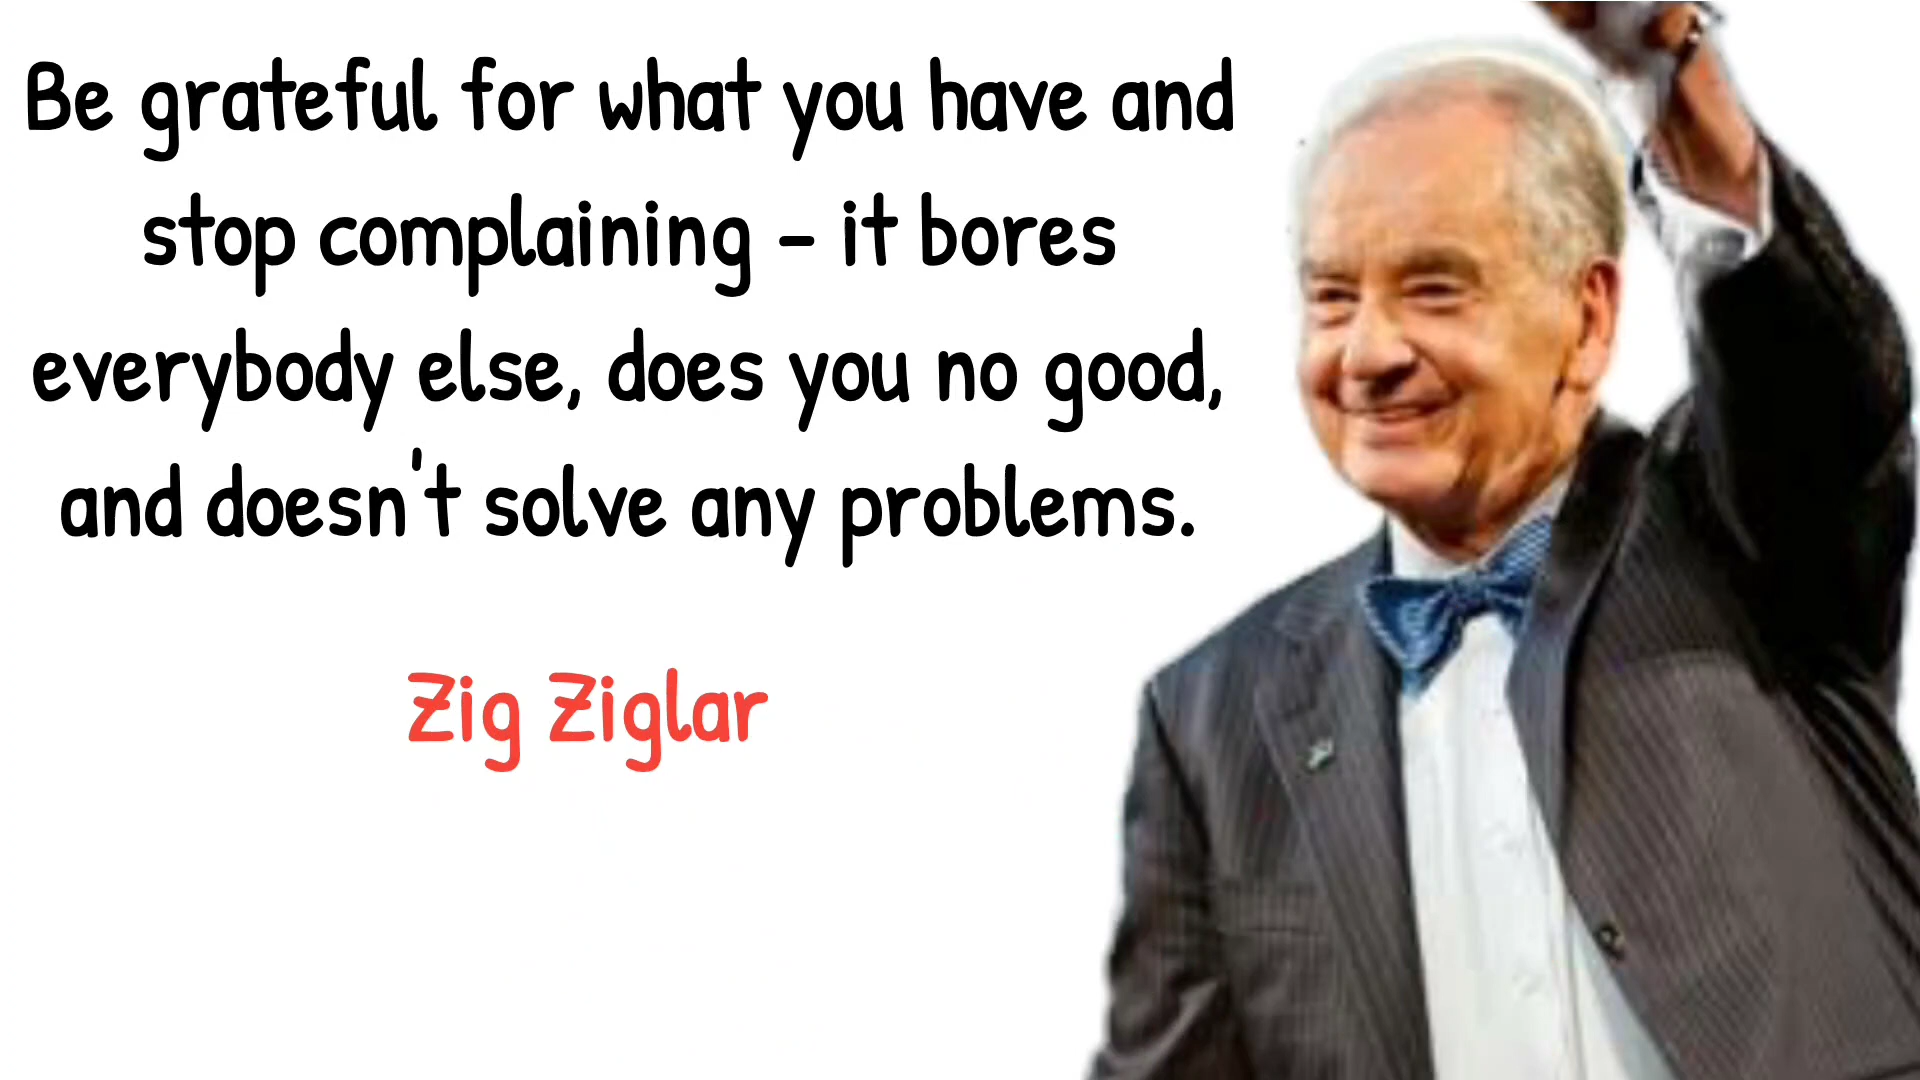 Be grateful for what you have and
stop complaining - it bores
everybody else, does you no good,
and doesn't solve any problems.
Zig Ziglar